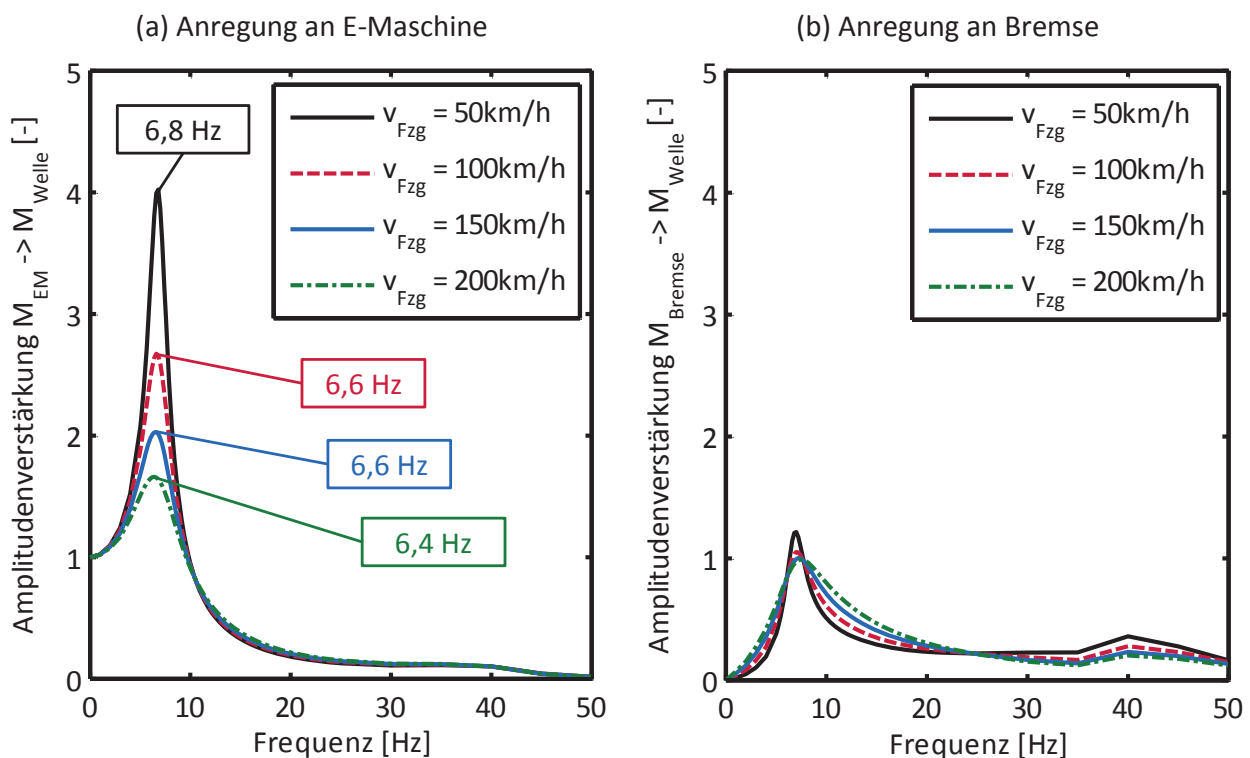 (a) Anregung an E-Maschine
Amplitudenverstärkung M_EM -> M_Welle [-]
5
4
3
2
1
0
0
10
20
30
40
50
Frequenz [Hz]
v_Fzg = 50km/h
v_Fzg = 100km/h
v_Fzg = 150km/h
v_Fzg = 200km/h
6,8 Hz
6,6 Hz
6,6 Hz
6,4 Hz
(b) Anregung an Bremse
Amplitudenverstärkung M_Bremse -> M_Welle [-]
5
4
3
2
1
0
0
10
20
30
40
50
Frequenz [Hz]
v_Fzg = 50km/h
v_Fzg = 100km/h
v_Fzg = 150km/h
v_Fzg = 200km/h